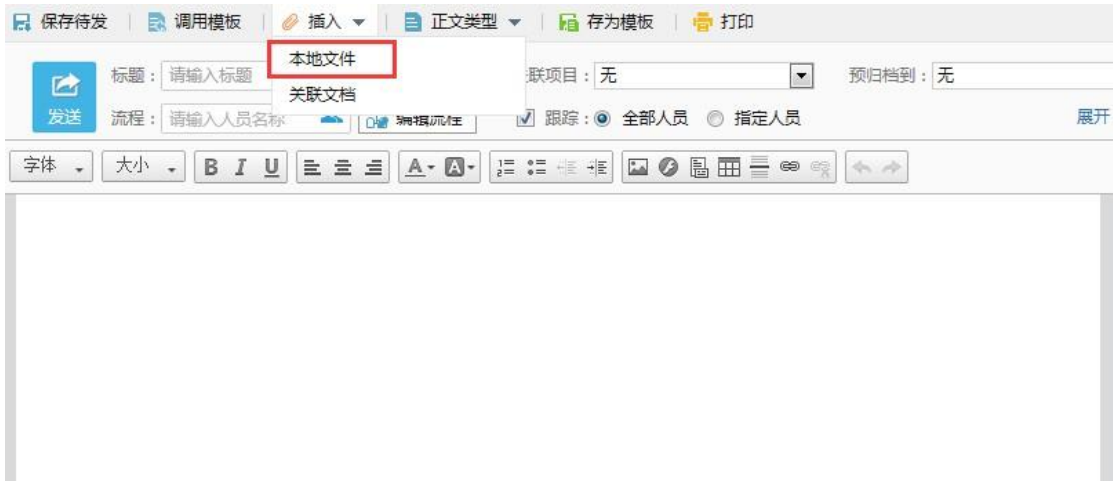 保存待发 调用模板 插入 正文类型 存为模板 打印
本地文件
关联文档
发送
标题： 请输入标题 联项目： 无 预归档到： 无
流程： 请输入人员名称 编辑流程 跟踪： 全部人员 指定人员 展开
字体 大小 B I U A A